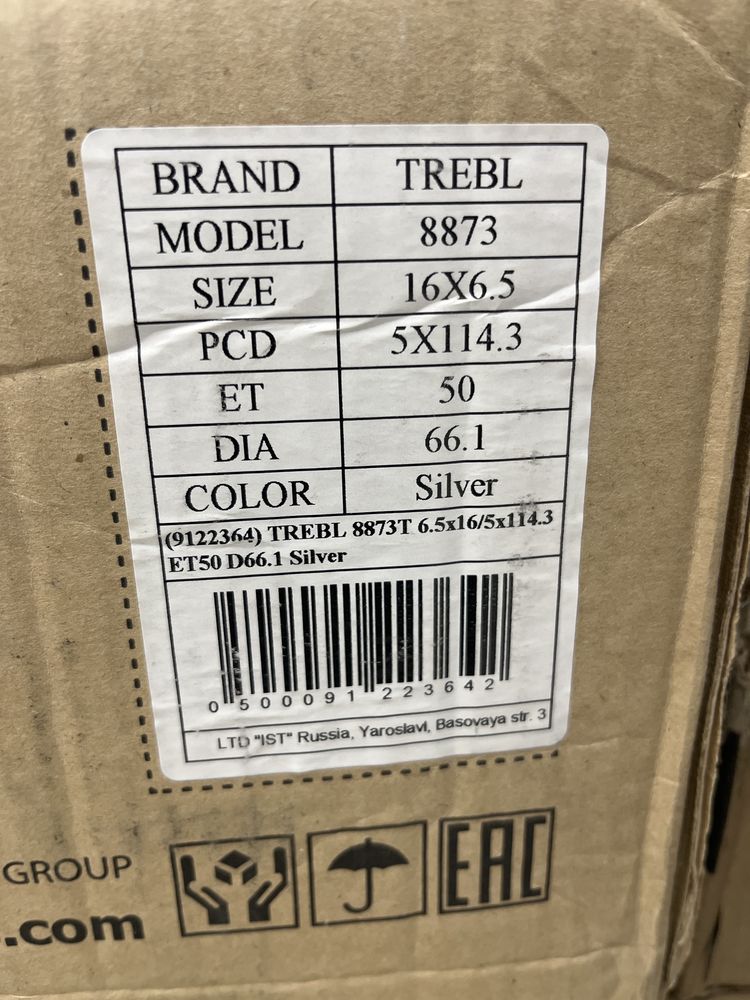 BRAND TREBL
MODEL 8873
SIZE 16X6.5
PCD 5X114.3
ET 50
DIA 66.1
COLOR Silver
(9122364) TREBL 8873T 6.5x16/5x114.3
ET50 D66.1 Silver
0 500091 223642
LTD "IST" Russia, Yaroslavl, Basovaya str. 3
GROUP
.com
EAC